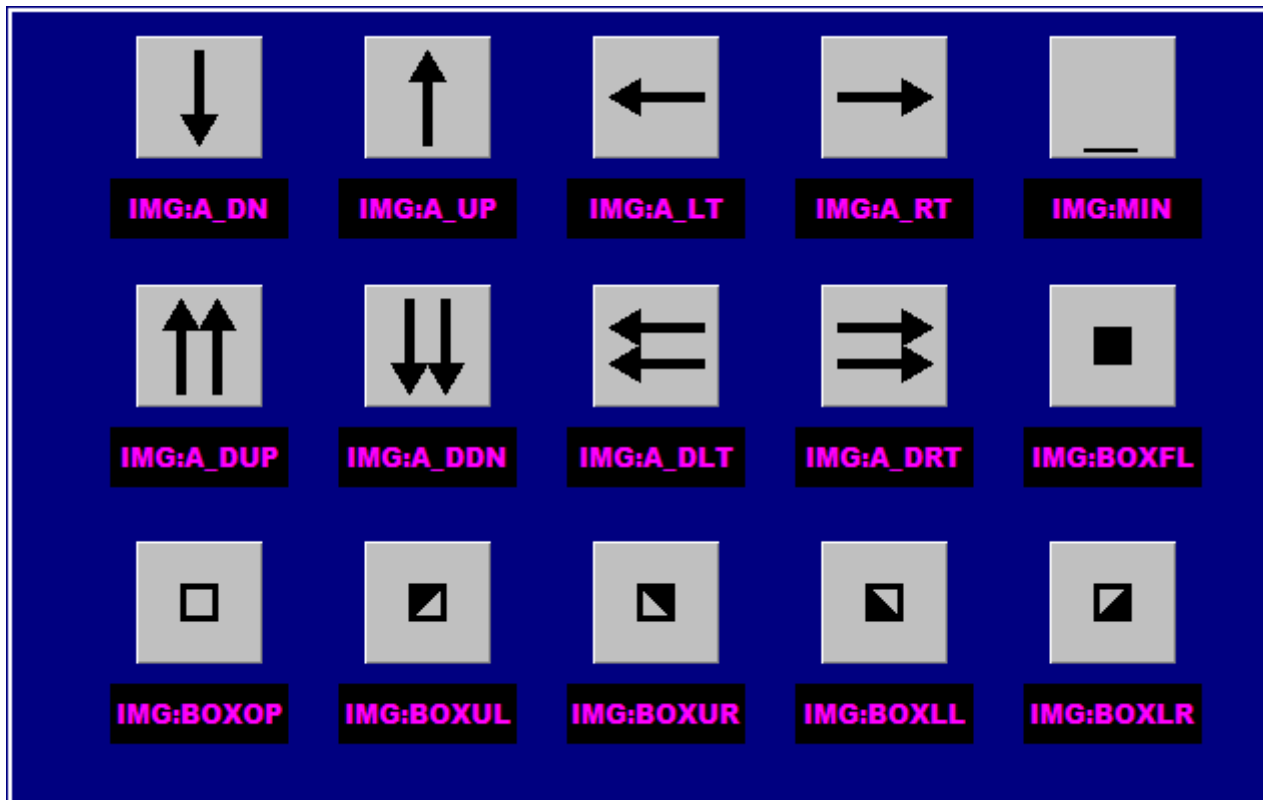 IMG:A_DN IMG:A_UP IMG:A_LT IMG:A_RT IMG:MIN
IMG:A_DUP IMG:A_DDN IMG:A_DLT IMG:A_DRT IMG:BOXFL
IMG:BOXOP IMG:BOXUL IMG:BOXUR IMG:BOXLL IMG:BOXLR